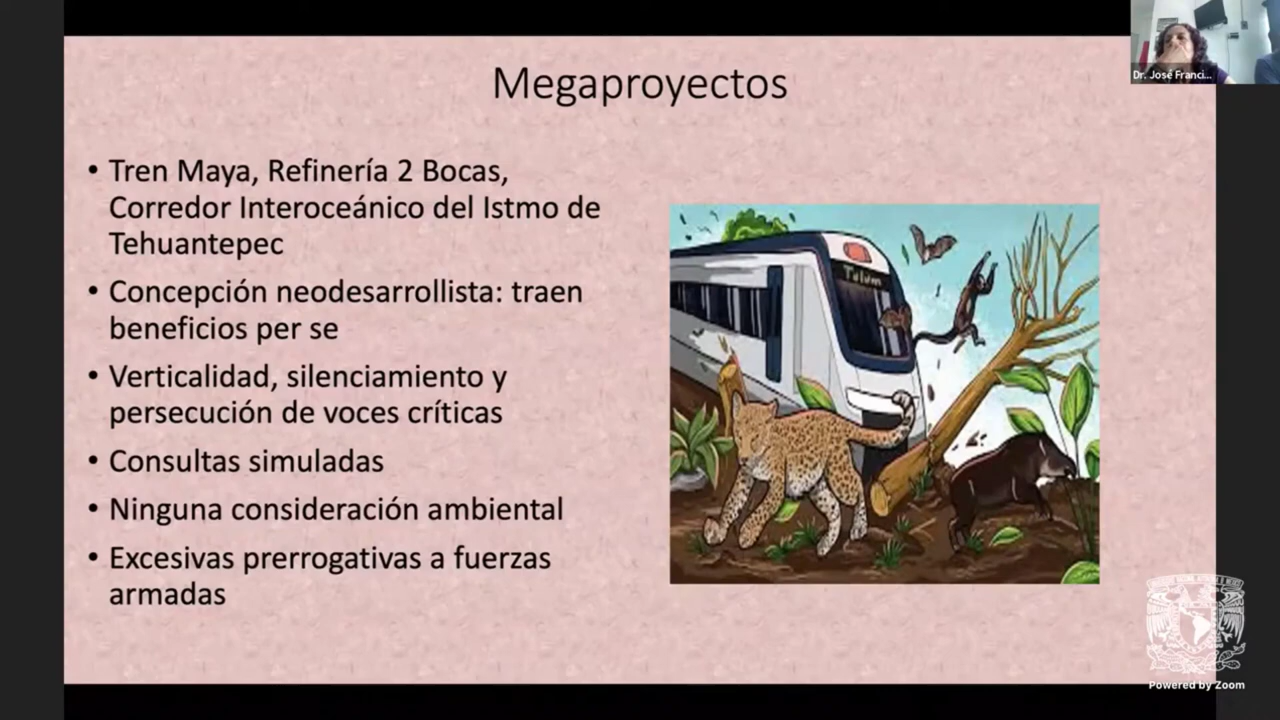 Dr. José Franci...
Megaproyectos
• Tren Maya, Refinería 2 Bocas,
Corredor Interoceánico del Istmo de
Tehuantepec
• Concepción neodesarrollista: traen
beneficios per se
• Verticalidad, silenciamiento y
persecución de voces críticas
• Consultas simuladas
• Ninguna consideración ambiental
• Excesivas prerrogativas a fuerzas
armadas
Tulum
Powered by Zoom